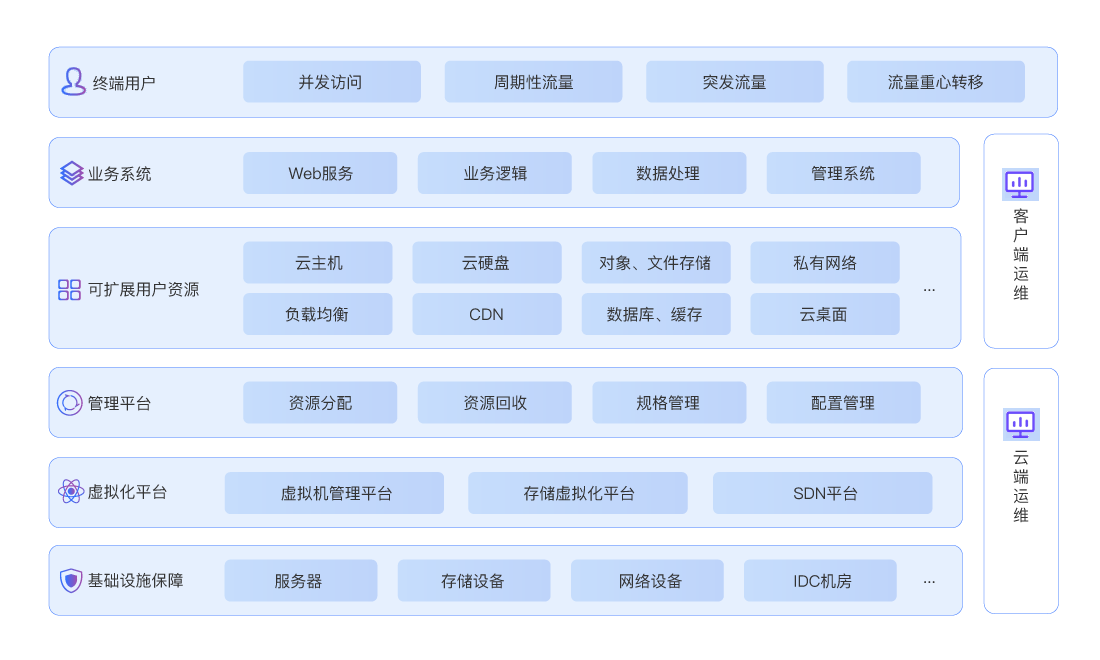 终端用户
并发访问
周期性流量
突发流量
流量重心转移
业务系统
Web服务
业务逻辑
数据处理
管理系统
可扩展用户资源
云主机
云硬盘
对象、文件存储
私有网络
负载均衡
CDN
数据库、缓存
云桌面
...
客户端运维
管理平台
资源分配
资源回收
规格管理
配置管理
虚拟化平台
虚拟机管理平台
存储虚拟化平台
SDN平台
基础设施保障
服务器
存储设备
网络设备
IDC机房
...
云端运维